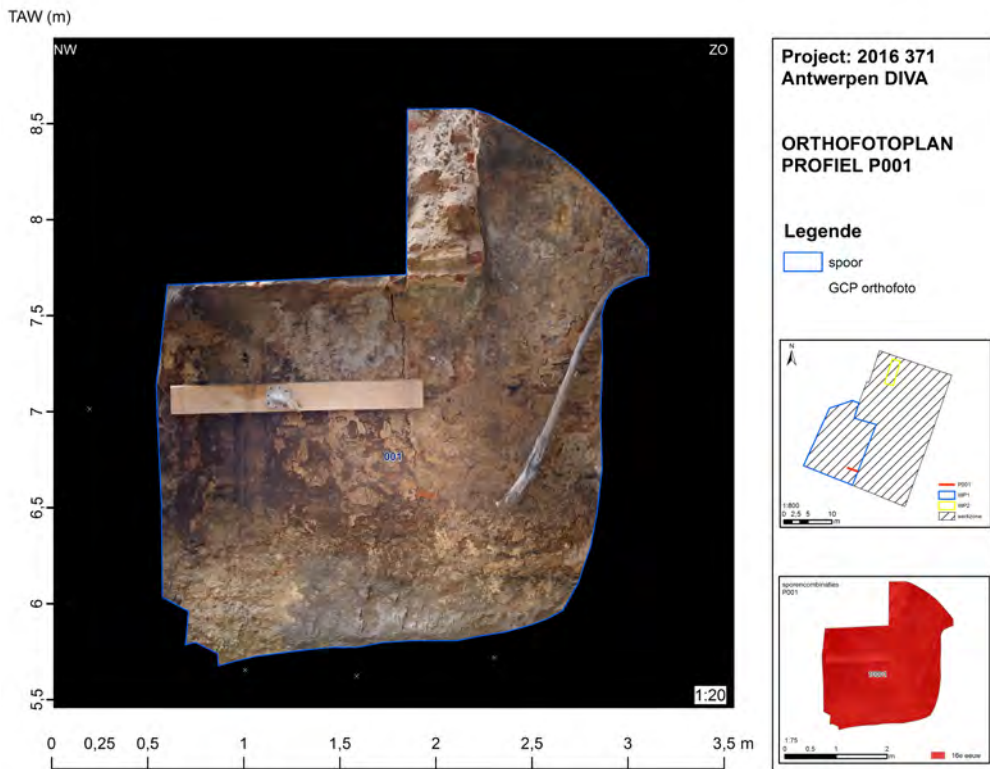 TAW (m)
NW
ZO
8,5
8
7,5
7
6,5
6
5,5
001
1:20
0 0,25 0,5 1 1,5 2 2,5 3 3,5 m
Project: 2016 371
Antwerpen DIVA
ORTHOFOTOPLAN
PROFIEL P001
Legende
spoor
GCP orthofoto
N
1:800
0 2,5 5 10
m
P001
WP1
WP2
werkzone
sporencombinaties
P001
1:75
0 0,5 1 2
m
16e eeuw